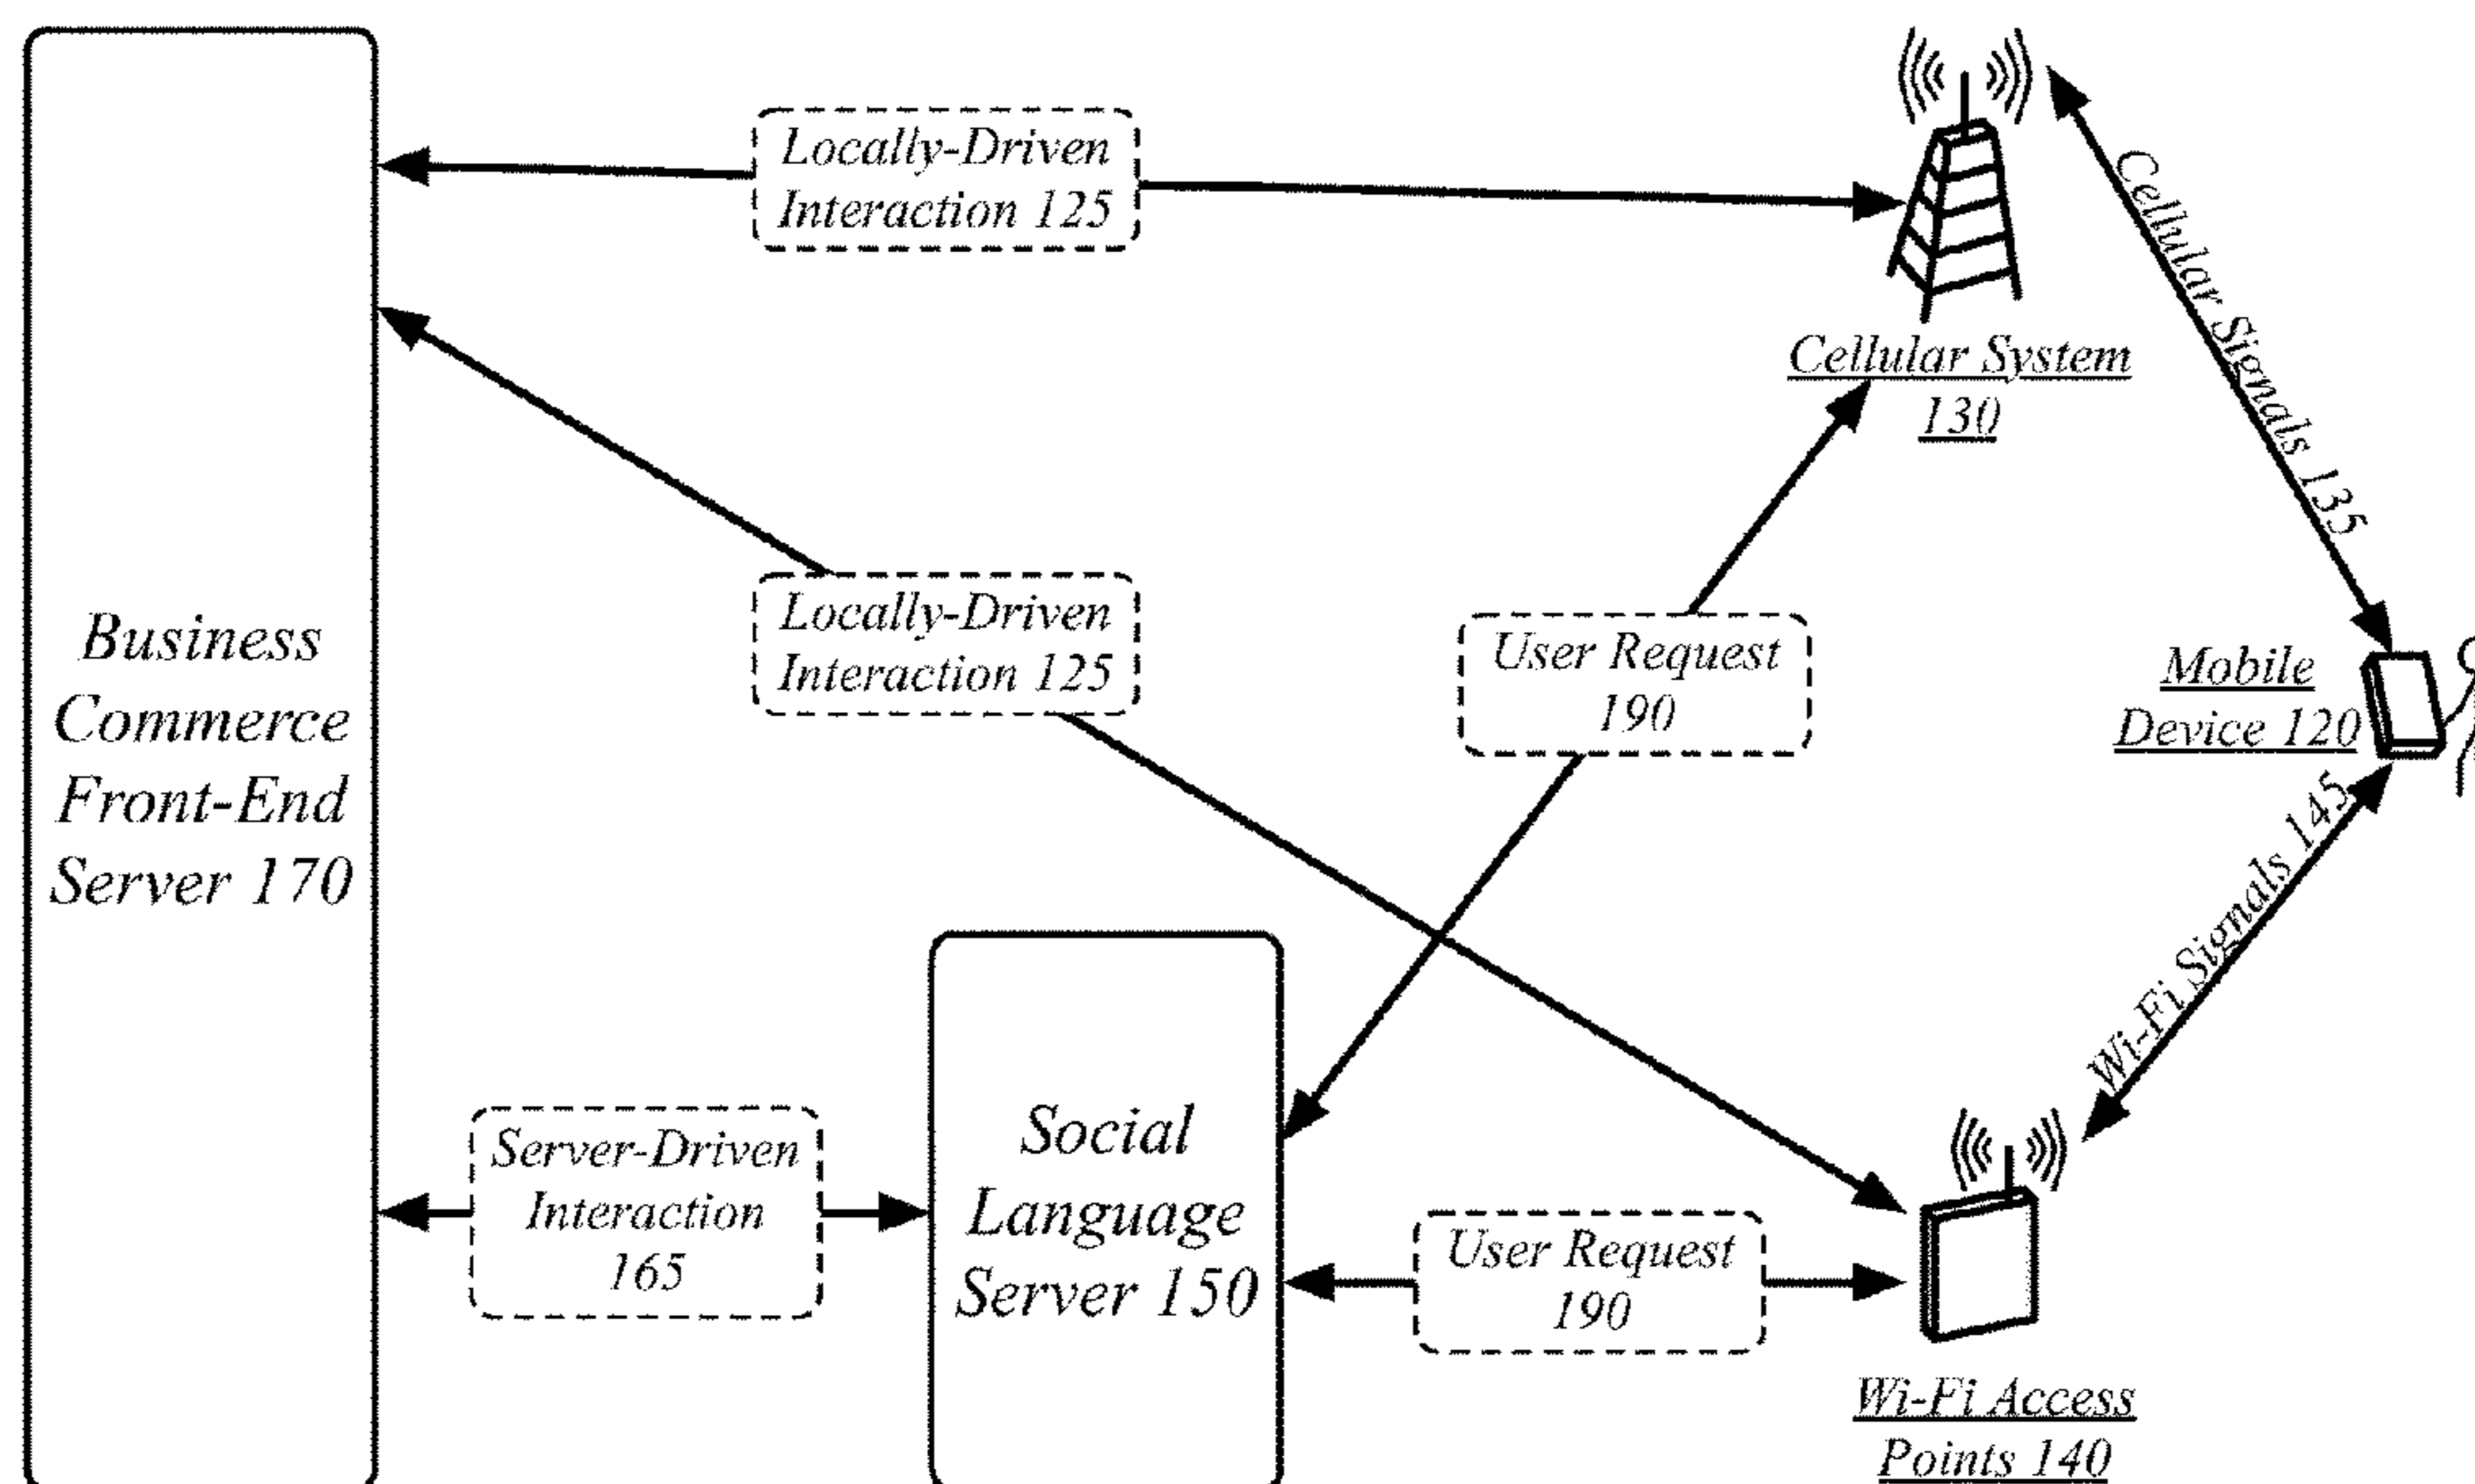 Locally-Driven
Interaction 125
Cellular Signals 135
Cellular System
130
Business
Commerce
Front-End
Server 170
Locally-Driven
Interaction 125
User Request
190
Mobile
Device 120
Wi-Fi Signals 145
Server-Driven
Interaction
165
Social
Language
Server 150
User Request
190
Wi-Fi Access
Points 140